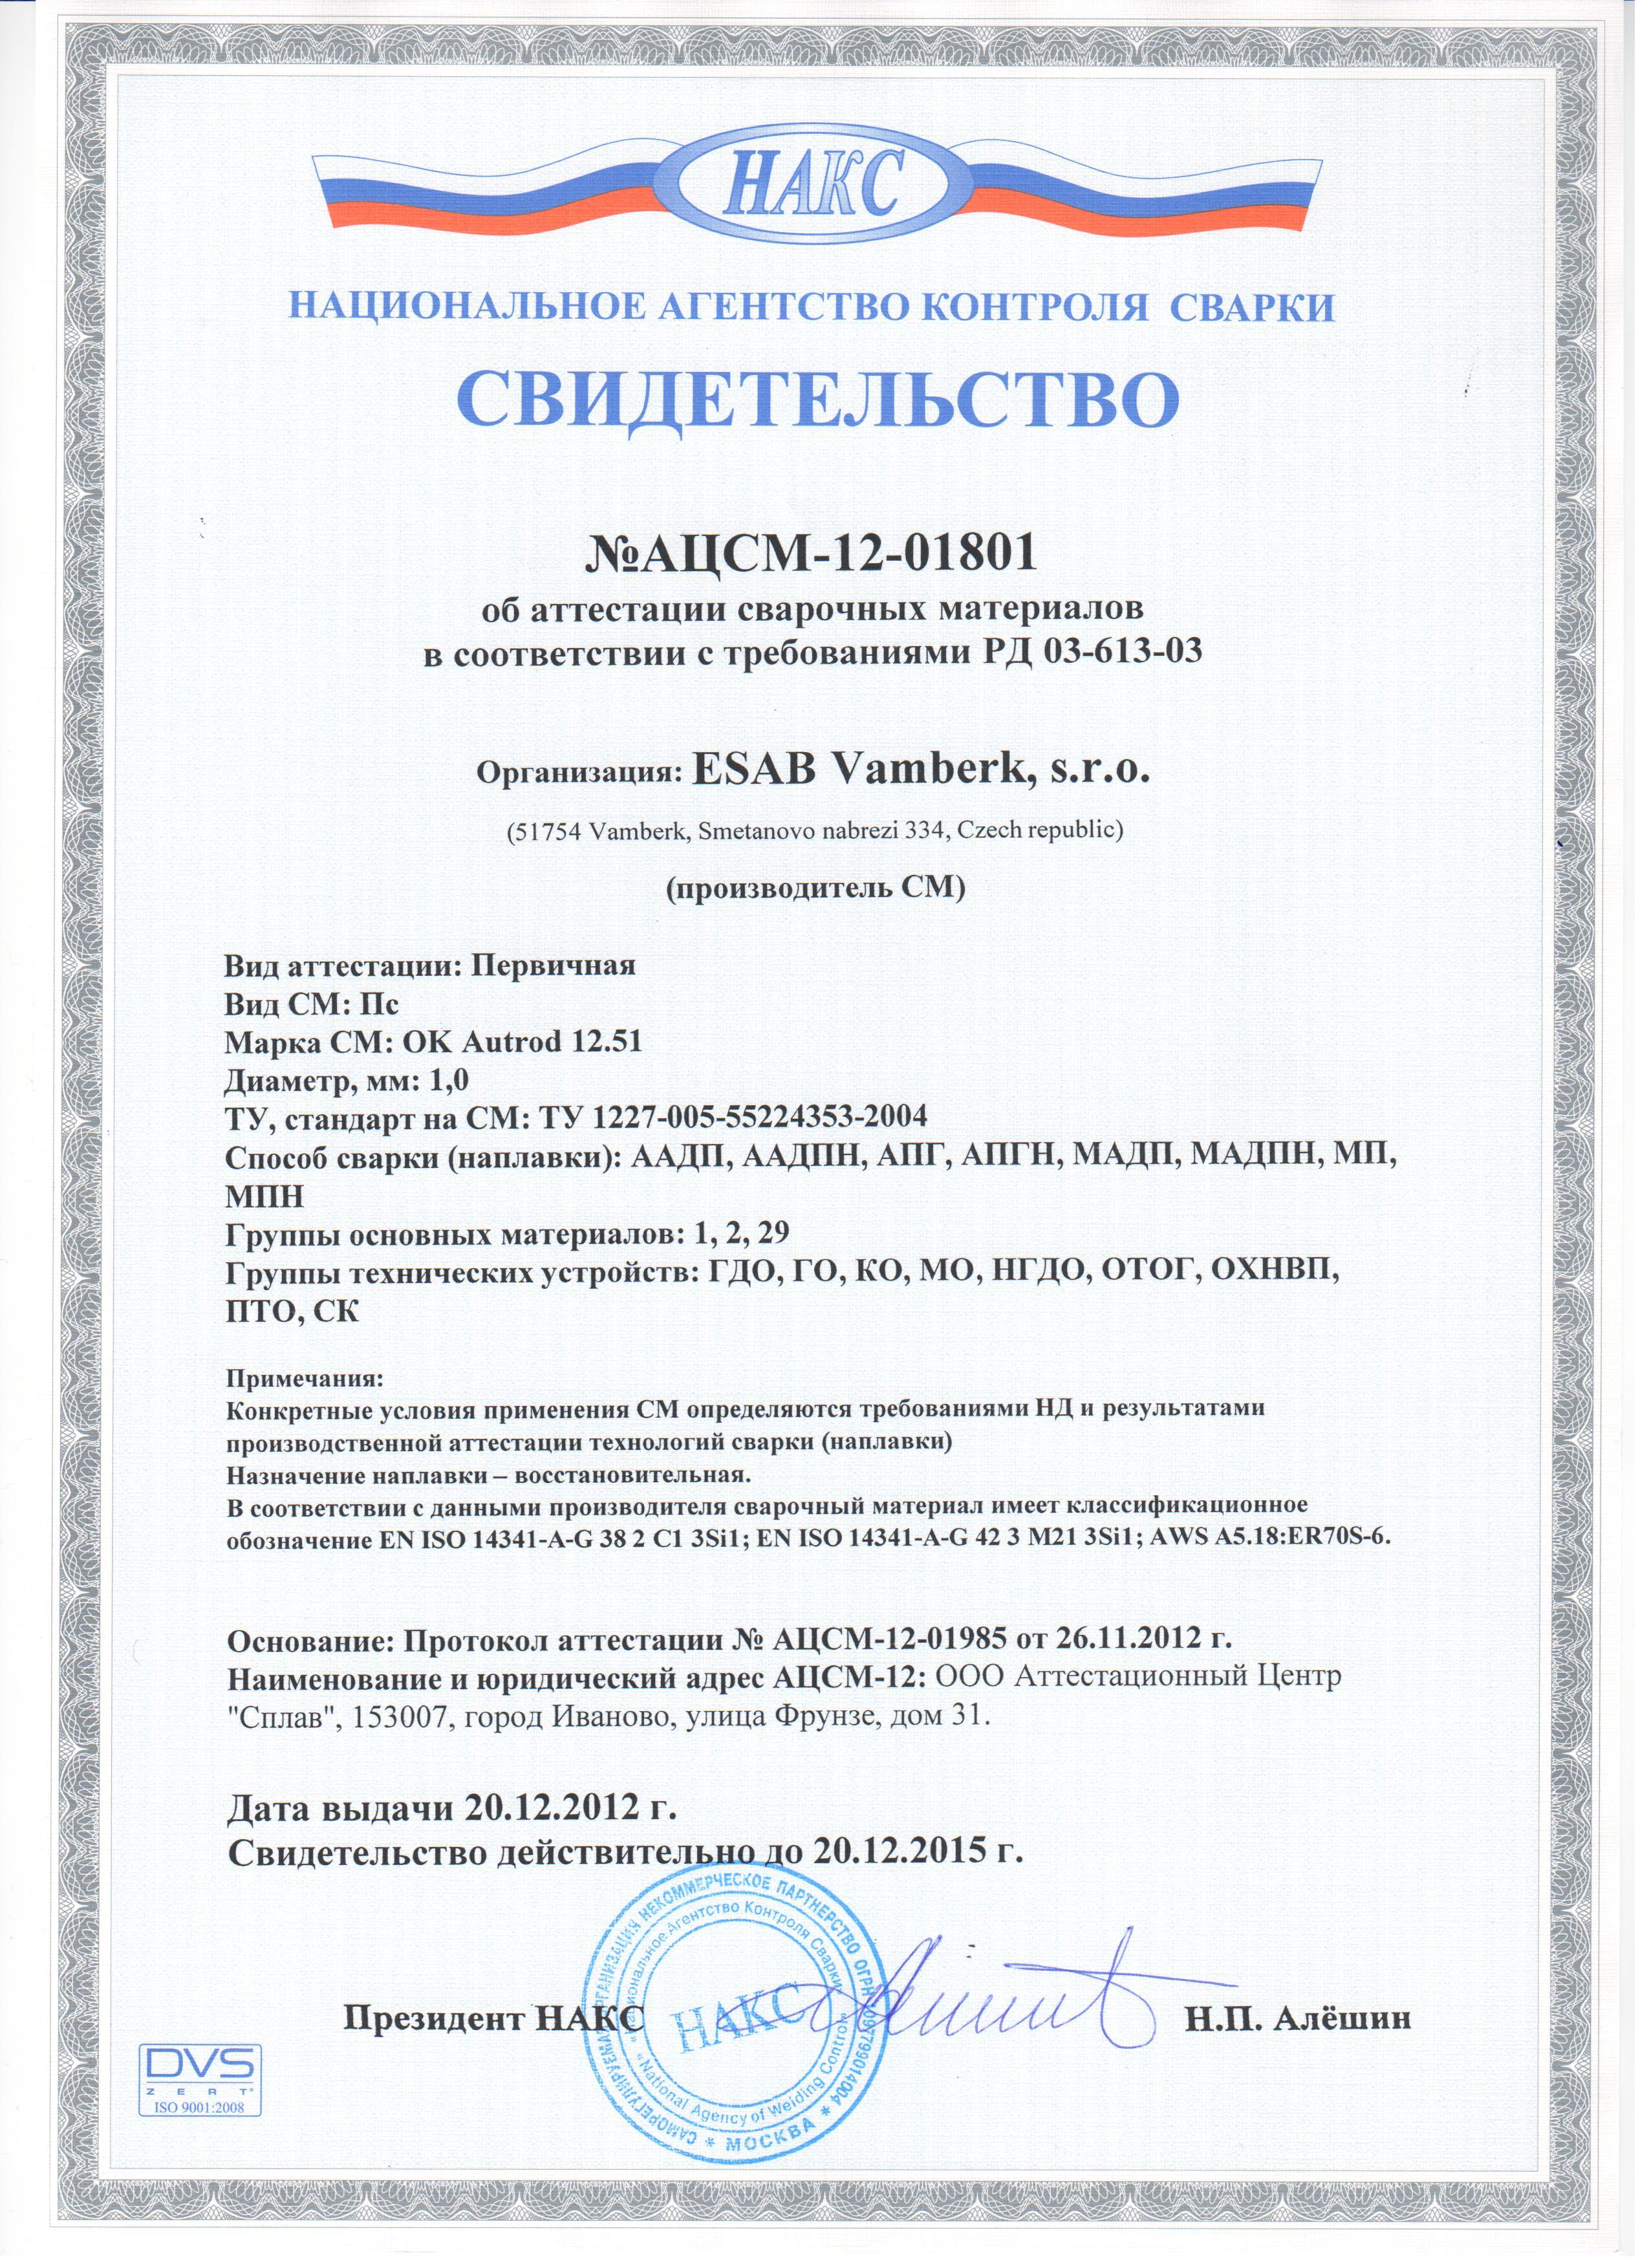 НАКС
НАЦИОНАЛЬНОЕ АГЕНТСТВО КОНТРОЛЯ СВАРКИ
СВИДЕТЕЛЬСТВО
№АЦСМ-12-01801
об аттестации сварочных материалов
в соответствии с требованиями РД 03-613-03
Организация: ESAB Vamberk, s.r.o.
(51754 Vamberk, Smetanovo nabrezi 334, Czech republic)
(производитель СМ)
Вид аттестации: Первичная
Вид СМ: Пс
Марка СМ: OK Autrod 12.51
Диаметр, мм: 1,0
ТУ, стандарт на СМ: ТУ 1227-005-55224353-2004
Способ сварки (наплавки): ААДП, ААДПН, АПГ, АПГН, МАДП, МАДПН, МП,
МПН
Группы основных материалов: 1, 2, 29
Группы технических устройств: ГДО, ГО, КО, МО, НГДО, ОТОГ, ОХНВП,
ПТО, СК
Примечания:
Конкретные условия применения СМ определяются требованиями НД и результатами
производственной аттестации технологий сварки (наплавки)
Назначение наплавки – восстановительная.
В соответствии с данными производителя сварочный материал имеет классификационное
обозначение EN ISO 14341-A-G 38 2 C1 3Si1; EN ISO 14341-A-G 42 3 M21 3Si1; AWS A5.18:ER70S-6.
Основание: Протокол аттестации № АЦСМ-12-01985 от 26.11.2012 г.
Наименование и юридический адрес АЦСМ-12: ООО Аттестационный Центр
"Сплав", 153007, город Иваново, улица Фрунзе, дом 31.
Дата выдачи 20.12.2012 г.
Свидетельство действительно до 20.12.2015 г.
САМОРЕГУЛИРУЕМАЯ ОРГАНИЗАЦИЯ НЕКОММЕРЧЕСКОЕ ПАРТНЕРСТВО ОГРН
* МОСКВА *
«Национальное Агентство Контроля Сварки»
«National Agency of Welding Control»
НАКС
Президент НАКС
Н.П. Алёшин
DVS
ZERT®
ISO 9001:2008